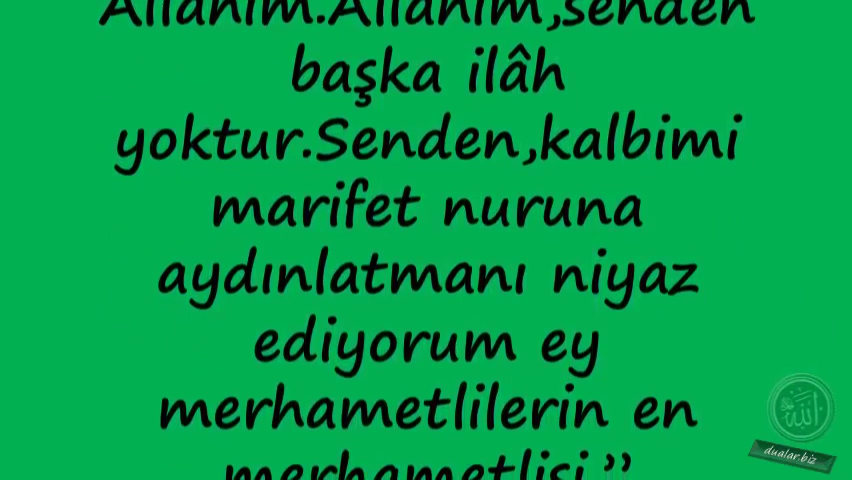 Allahım.Allahım,senden
başka ilâh
yoktur.Senden,kalbimi
marifet nuruna
aydınlatmanı niyaz
ediyorum ey
merhametlilerin en
merhametlisi.”
الله
dualar.biz